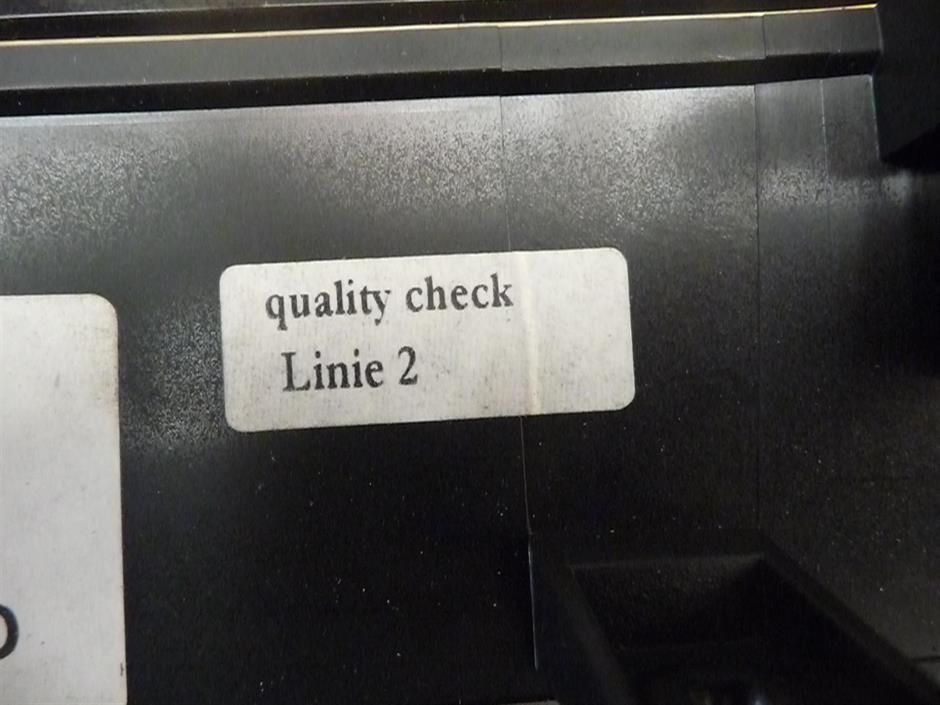 quality check
Linie 2